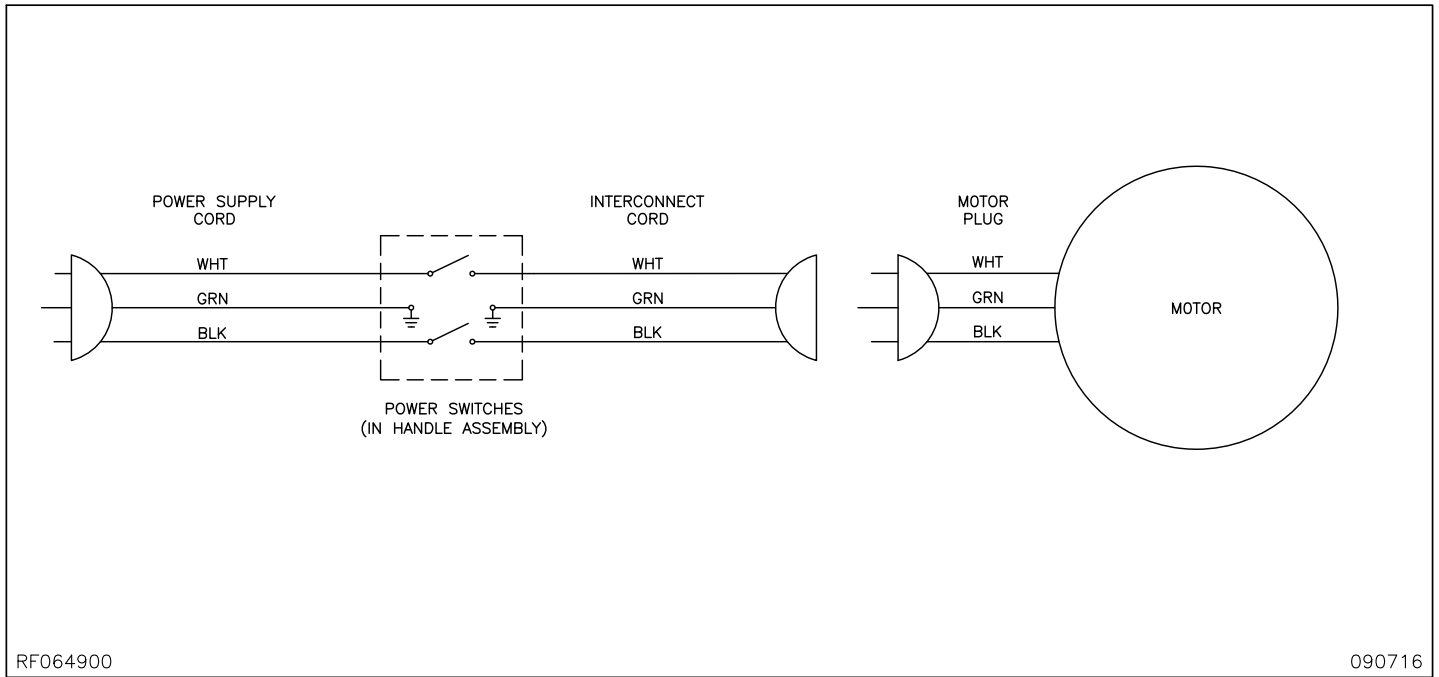 POWER SUPPLY
CORD
INTERCONNECT
CORD
MOTOR
PLUG
WHT
WHT
WHT
GRN
GRN
GRN
MOTOR
BLK
BLK
BLK
POWER SWITCHES
(IN HANDLE ASSEMBLY)
RF064900
090716